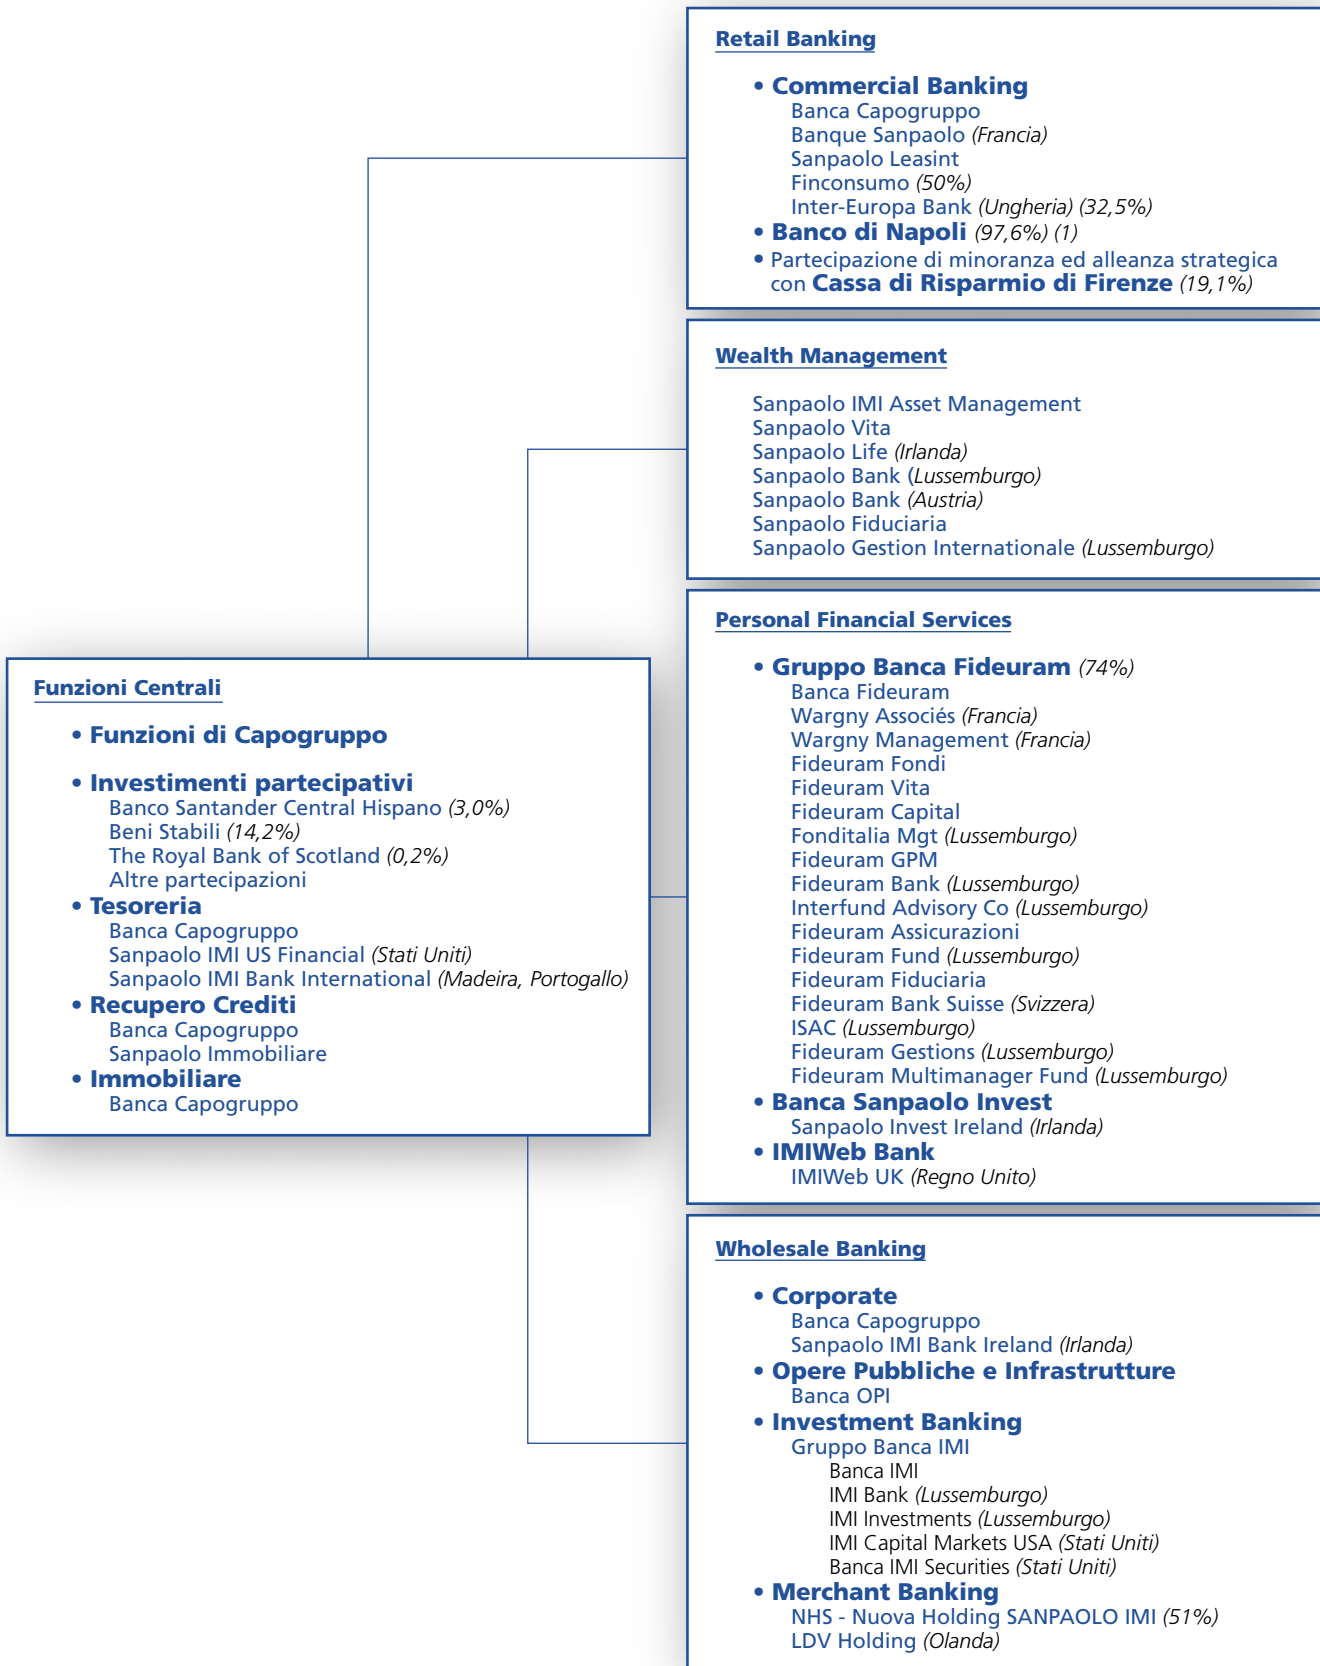 Retail Banking
• Commercial Banking
Banca Capogruppo
Banque Sanpaolo (Francia)
Sanpaolo Leasint
Finconsumo (50%)
Inter-Europa Bank (Ungheria) (32,5%)
• Banco di Napoli (97,6%) (1)
• Partecipazione di minoranza ed alleanza strategica
con Cassa di Risparmio di Firenze (19,1%)
Wealth Management
Sanpaolo IMI Asset Management
Sanpaolo Vita
Sanpaolo Life (Irlanda)
Sanpaolo Bank (Lussemburgo)
Sanpaolo Bank (Austria)
Sanpaolo Fiduciaria
Sanpaolo Gestion Internationale (Lussemburgo)
Funzioni Centrali
• Funzioni di Capogruppo
• Investimenti partecipativi
Banco Santander Central Hispano (3,0%)
Beni Stabili (14,2%)
The Royal Bank of Scotland (0,2%)
Altre partecipazioni
• Tesoreria
Banca Capogruppo
Sanpaolo IMI US Financial (Stati Uniti)
Sanpaolo IMI Bank International (Madeira, Portogallo)
• Recupero Crediti
Banca Capogruppo
Sanpaolo Immobiliare
• Immobiliare
Banca Capogruppo
Personal Financial Services
• Gruppo Banca Fideuram (74%)
Banca Fideuram
Wargny Associés (Francia)
Wargny Management (Francia)
Fideuram Fondi
Fideuram Vita
Fideuram Capital
Fonditalia Mgt (Lussemburgo)
Fideuram GPM
Fideuram Bank (Lussemburgo)
Interfund Advisory Co (Lussemburgo)
Fideuram Assicurazioni
Fideuram Fund (Lussemburgo)
Fideuram Fiduciaria
Fideuram Bank Suisse (Svizzera)
ISAC (Lussemburgo)
Fideuram Gestions (Lussemburgo)
Fideuram Multimanager Fund (Lussemburgo)
• Banca Sanpaolo Invest
Sanpaolo Invest Ireland (Irlanda)
• IMIWeb Bank
IMIWeb UK (Regno Unito)
Wholesale Banking
• Corporate
Banca Capogruppo
Sanpaolo IMI Bank Ireland (Irlanda)
• Opere Pubbliche e Infrastrutture
Banca OPI
• Investment Banking
Gruppo Banca IMI
Banca IMI
IMI Bank (Lussemburgo)
IMI Investments (Lussemburgo)
IMI Capital Markets USA (Stati Uniti)
Banca IMI Securities (Stati Uniti)
• Merchant Banking
NHS - Nuova Holding SANPAOLO IMI (51%)
LDV Holding (Olanda)